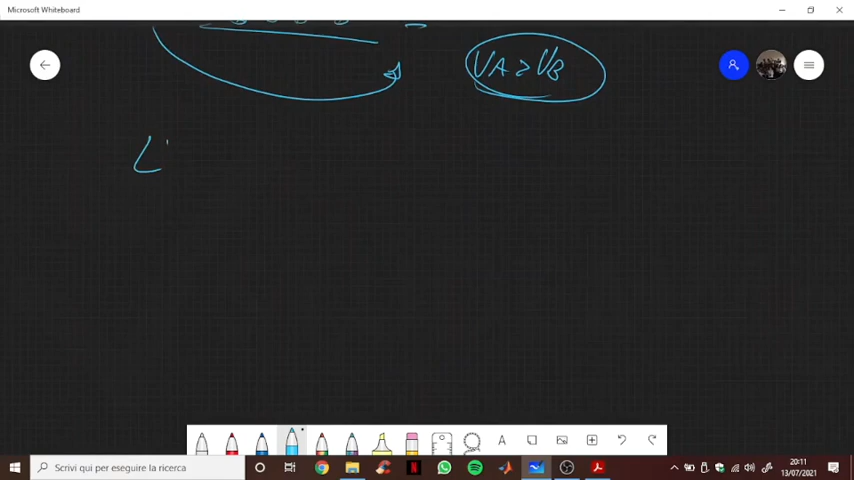 Microsoft Whiteboard
VA > VB
L'
A
Scrivi qui per eseguire la ricerca
N
20:11
13/07/2021